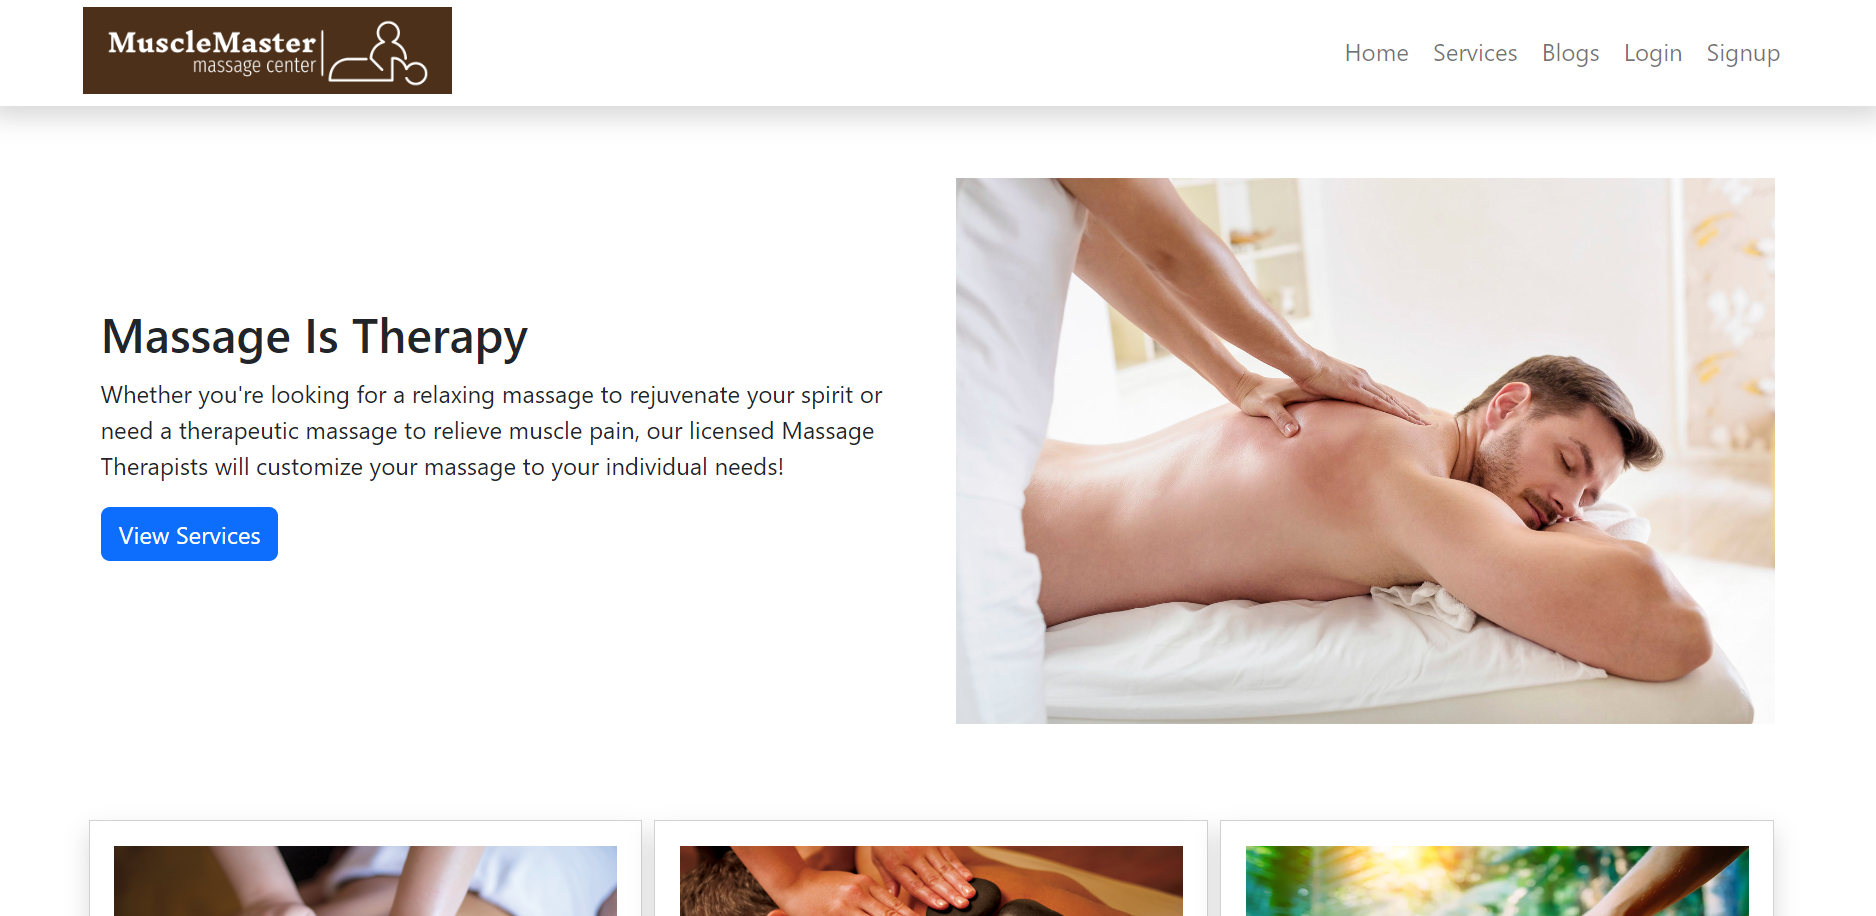 MuscleMaster
massage center
Home Services Blogs Login Signup
Massage Is Therapy
Whether you're looking for a relaxing massage to rejuvenate your spirit or
need a therapeutic massage to relieve muscle pain, our licensed Massage
Therapists will customize your massage to your individual needs!
View Services